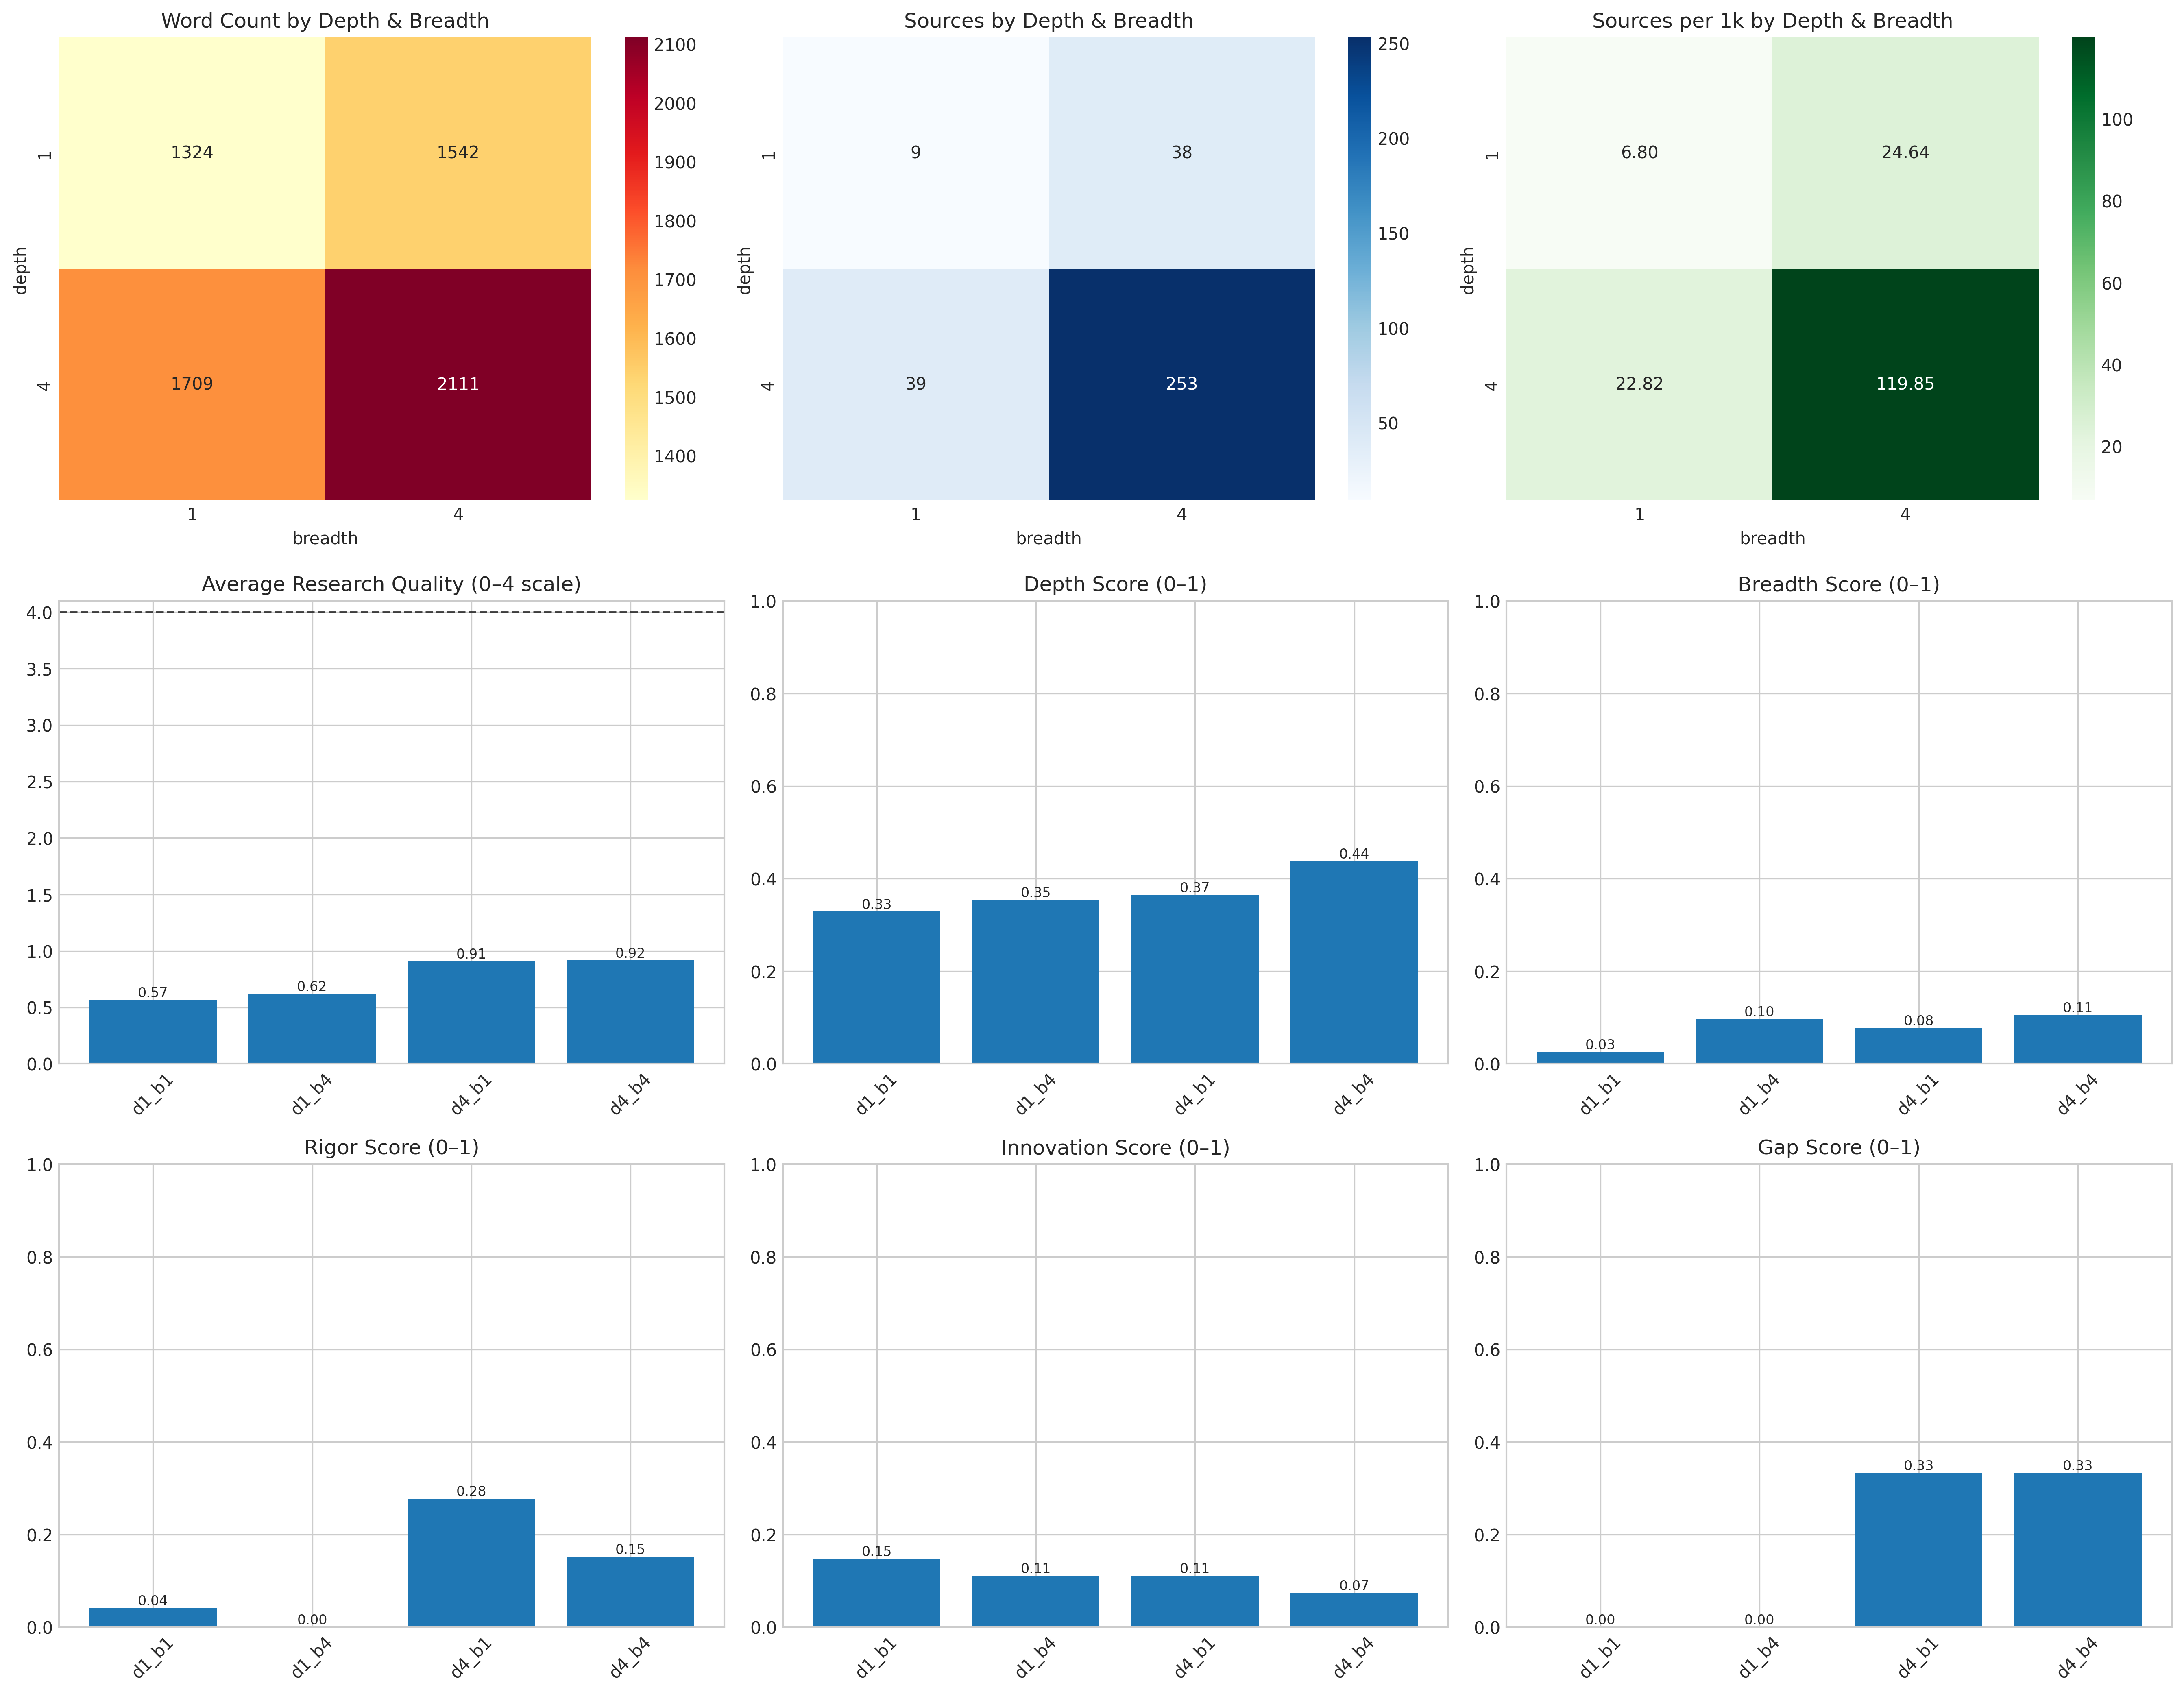 Word Count by Depth & Breadth
2100
2000
1900
1800
1700
1600
1500
1400
1324 1542
1709 2111
1
4
depth
1 4
breadth
Sources by Depth & Breadth
250
200
150
100
50
9 38
39 253
1
4
depth
1 4
breadth
Sources per 1k by Depth & Breadth
100
80
60
40
20
6.80 24.64
22.82 119.85
1
4
depth
1 4
breadth
Average Research Quality (0–4 scale)
4.0
3.5
3.0
2.5
2.0
1.5
1.0
0.5
0.0
0.57 0.62 0.91 0.92
d1_b1 d1_b4 d4_b1 d4_b4
Depth Score (0–1)
1.0
0.8
0.6
0.4
0.2
0.0
0.33 0.35 0.37 0.44
d1_b1 d1_b4 d4_b1 d4_b4
Breadth Score (0–1)
1.0
0.8
0.6
0.4
0.2
0.0
0.03 0.10 0.08 0.11
d1_b1 d1_b4 d4_b1 d4_b4
Rigor Score (0–1)
1.0
0.8
0.6
0.4
0.2
0.0
0.04 0.00 0.28 0.15
d1_b1 d1_b4 d4_b1 d4_b4
Innovation Score (0–1)
1.0
0.8
0.6
0.4
0.2
0.0
0.15 0.11 0.11 0.07
d1_b1 d1_b4 d4_b1 d4_b4
Gap Score (0–1)
1.0
0.8
0.6
0.4
0.2
0.0
0.00 0.00 0.33 0.33
d1_b1 d1_b4 d4_b1 d4_b4